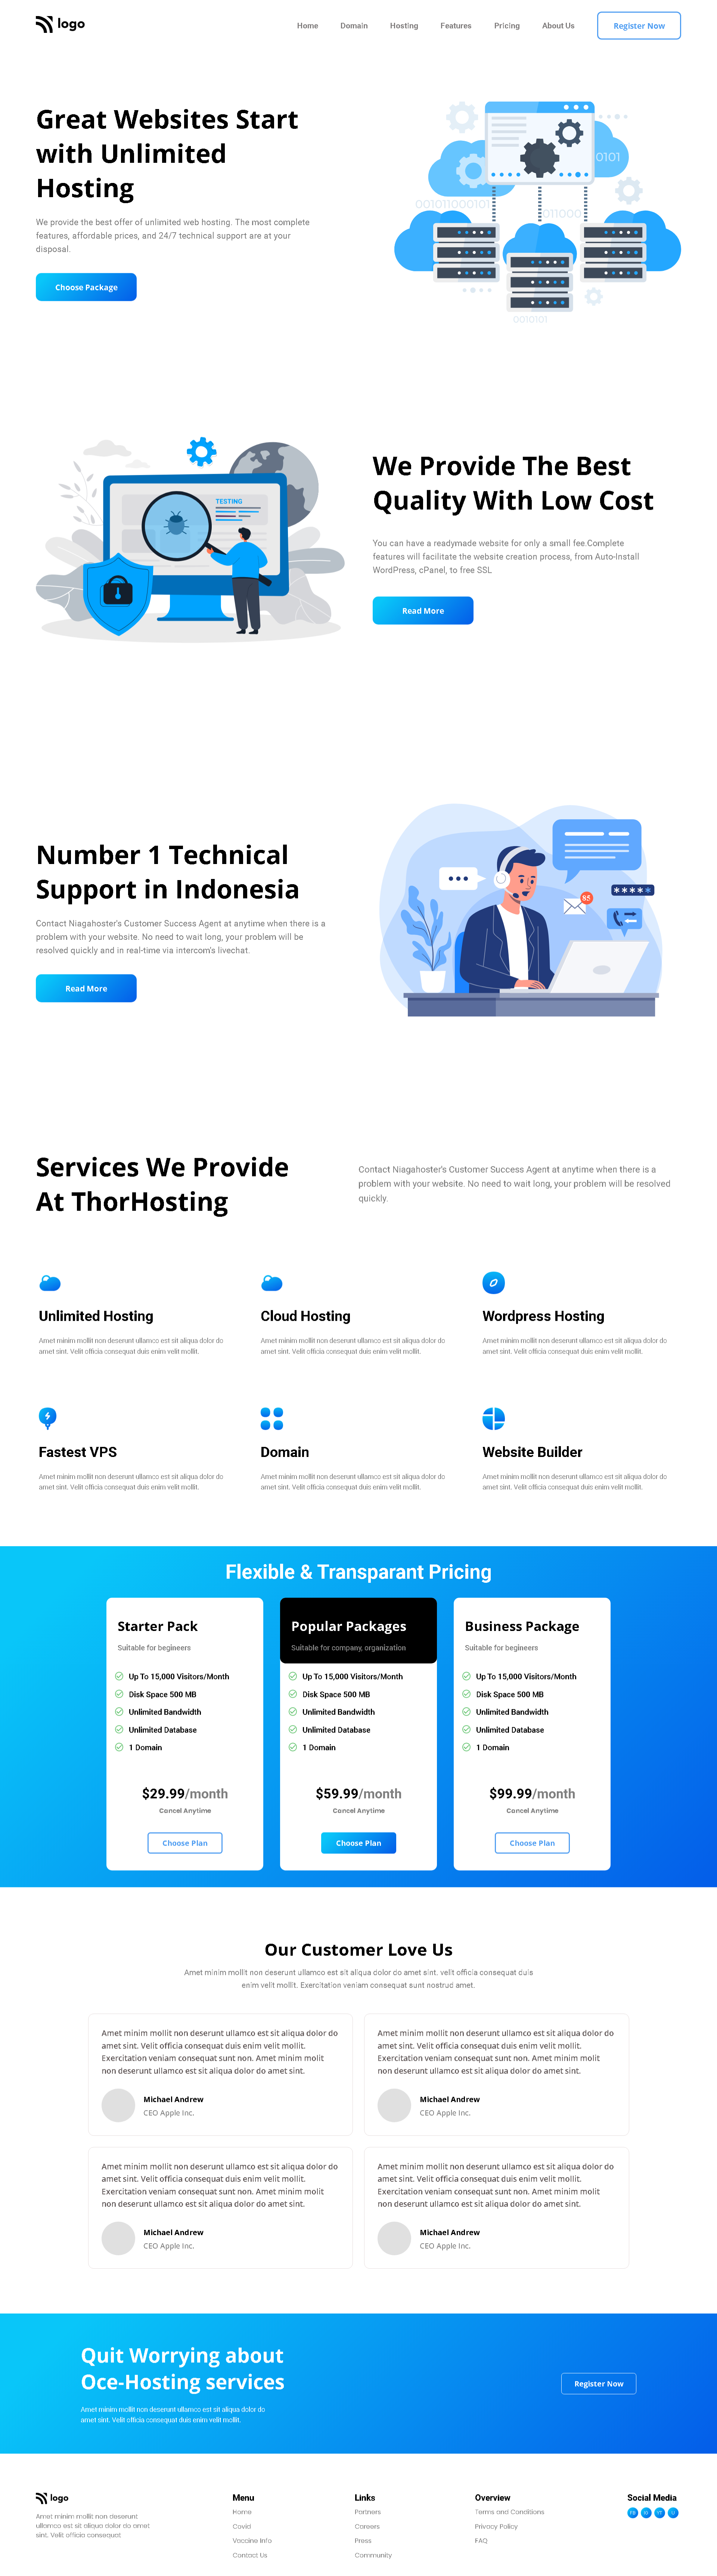 logo
Home
Domain
Hosting
Features
Pricing
About Us
Register Now
Great Websites Start
with Unlimited
Hosting
We provide the best offer of unlimited web hosting. The most complete
features, affordable prices, and 24/7 technical support are at your
disposal.
Choose Package
0101
001011000101
011000
0010101
TESTING
We Provide The Best
Quality With Low Cost
You can have a readymade website for only a small fee.Complete
features will facilitate the website creation process, from Auto-Install
WordPress, cPanel, to free SSL
Read More
Number 1 Technical
Support in Indonesia
Contact Niagahoster's Customer Success Agent at anytime when there is a
problem with your website. No need to wait long, your problem will be
resolved quickly and in real-time via intercom's livechat.
Read More
85
*****
Services We Provide
At ThorHosting
Contact Niagahoster's Customer Success Agent at anytime when there is a
problem with your website. No need to wait long, your problem will be resolved
quickly.
Unlimited Hosting
Amet minim mollit non deserunt ullamco est sit aliqua dolor do
amet sint. Velit officia consequat duis enim velit mollit.
Cloud Hosting
Amet minim mollit non deserunt ullamco est sit aliqua dolor do
amet sint. Velit officia consequat duis enim velit mollit.
Wordpress Hosting
Amet minim mollit non deserunt ullamco est sit aliqua dolor do
amet sint. Velit officia consequat duis enim velit mollit.
Fastest VPS
Amet minim mollit non deserunt ullamco est sit aliqua dolor do
amet sint. Velit officia consequat duis enim velit mollit.
Domain
Amet minim mollit non deserunt ullamco est sit aliqua dolor do
amet sint. Velit officia consequat duis enim velit mollit.
Website Builder
Amet minim mollit non deserunt ullamco est sit aliqua dolor do
amet sint. Velit officia consequat duis enim velit mollit.
Flexible & Transparant Pricing
Starter Pack
Suitable for begineers
Up To 15,000 Visitors/Month
Disk Space 500 MB
Unlimited Bandwidth
Unlimited Database
1 Domain
$29.99/month
Cancel Anytime
Choose Plan
Popular Packages
Suitable for company, organization
Up To 15,000 Visitors/Month
Disk Space 500 MB
Unlimited Bandwidth
Unlimited Database
1 Domain
$59.99/month
Cancel Anytime
Choose Plan
Business Package
Suitable for begineers
Up To 15,000 Visitors/Month
Disk Space 500 MB
Unlimited Bandwidth
Unlimited Database
1 Domain
$99.99/month
Cancel Anytime
Choose Plan
Our Customer Love Us
Amet minim mollit non deserunt ullamco est sit aliqua dolor do amet sint. velit officia consequat duis
enim velit mollit. Exercitation veniam consequat sunt nostrud amet.
Amet minim mollit non deserunt ullamco est sit aliqua dolor do
amet sint. Velit officia consequat duis enim velit mollit.
Exercitation veniam consequat sunt non. Amet minim molit
non deserunt ullamco est sit aliqua dolor do amet sint.
Michael Andrew
CEO Apple Inc.
Amet minim mollit non deserunt ullamco est sit aliqua dolor do
amet sint. Velit officia consequat duis enim velit mollit.
Exercitation veniam consequat sunt non. Amet minim molit
non deserunt ullamco est sit aliqua dolor do amet sint.
Michael Andrew
CEO Apple Inc.
Amet minim mollit non deserunt ullamco est sit aliqua dolor do
amet sint. Velit officia consequat duis enim velit mollit.
Exercitation veniam consequat sunt non. Amet minim molit
non deserunt ullamco est sit aliqua dolor do amet sint.
Michael Andrew
CEO Apple Inc.
Amet minim mollit non deserunt ullamco est sit aliqua dolor do
amet sint. Velit officia consequat duis enim velit mollit.
Exercitation veniam consequat sunt non. Amet minim molit
non deserunt ullamco est sit aliqua dolor do amet sint.
Michael Andrew
CEO Apple Inc.
Quit Worrying about
Oce-Hosting services
Amet minim mollit non deserunt ullamco est sit aliqua dolor do
amet sint. Velit officia consequat duis enim velit mollit.
Register Now
logo
Amet minim mollit non deserunt
ullamco est sit aliqua dolor do amet
sint. Velit officia consequat
Menu
Home
Covid
Vaccine Info
Contact Us
Links
Partners
Careers
Press
Community
Overview
Terms and Conditions
Privacy Policy
FAQ
Social Media